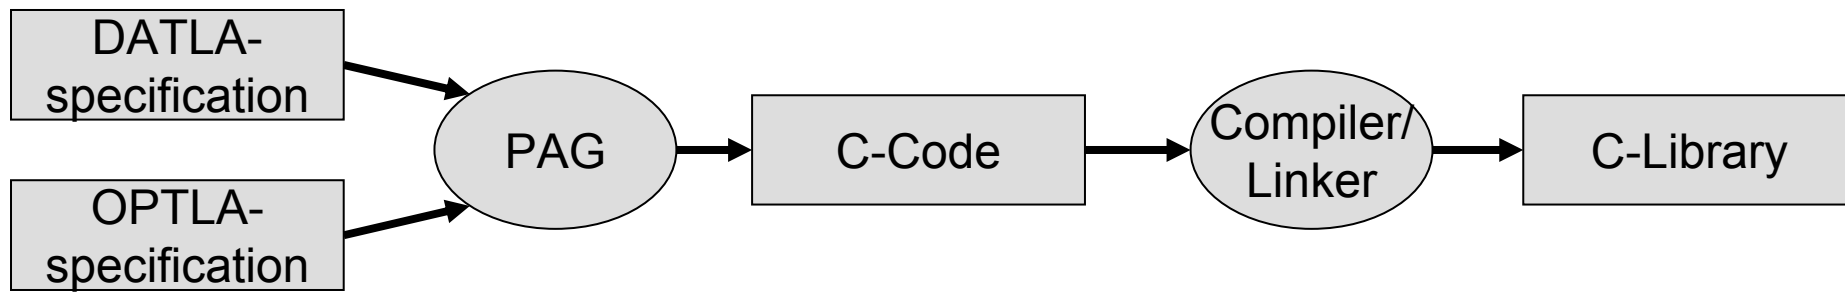 DATLA-
specification
OPTLA-
specification
PAG
C-Code
Compiler/
Linker
C-Library